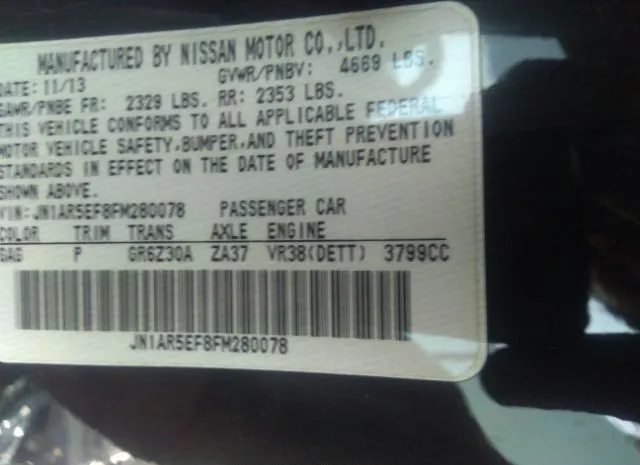 MANUFACTURED BY NISSAN MOTOR CO.,LTD.
DATE: 11/13 GVWR/PNBV: 4669 LBS.
GAWR/PNBE FR: 2329 LBS. RR: 2353 LBS.
THIS VEHICLE CONFORMS TO ALL APPLICABLE FEDERAL
MOTOR VEHICLE SAFETY,BUMPER,AND THEFT PREVENTION
STANDARDS IN EFFECT ON THE DATE OF MANUFACTURE
SHOWN ABOVE.
VIN: JN1AR5EF8FM280078 PASSENGER CAR
COLOR TRIM TRANS AXLE ENGINE
GAG P GR6Z30A ZA37 VR38(DETT) 3799CC
JN1AR5EF8FM280078